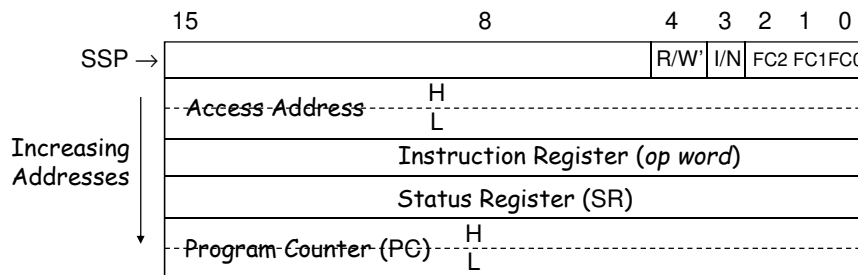 15 8 4 3 2 1 0
SSP → R/W' I/N FC2 FC1 FC0
H
Access Address
L
Increasing
Addresses
Instruction Register (op word)
Status Register (SR)
H
Program Counter (PC)
L